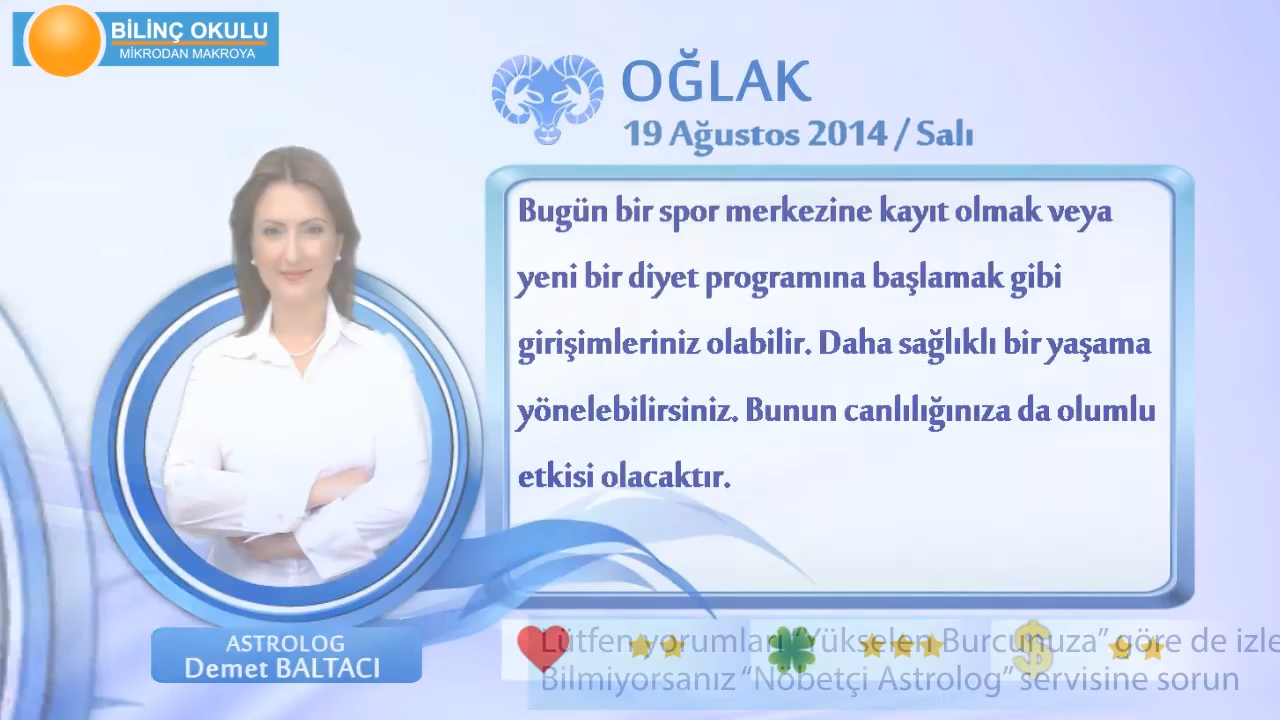 BİLİNÇ OKULU
MİKRODAN MAKROYA
OĞLAK
19 Ağustos 2014 / Salı
Bugün bir spor merkezine kayıt olmak veya
yeni bir diyet programına başlamak gibi
girişimleriniz olabilir. Daha sağlıklı bir yaşama
yönelebilirsiniz. Bunun canlılığınıza da olumlu
etkisi olacaktır.
ASTROLOG
Demet BALTACI
Lütfen yorumları "Yükselen Burcunuza" göre de izle
Bilmiyorsanız "Nöbetçi Astrolog" servisine sorun